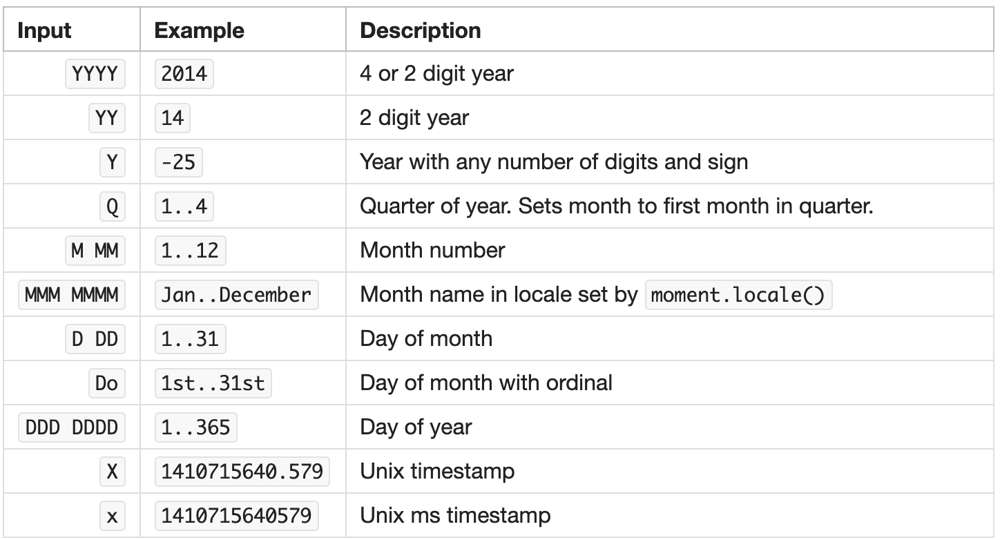 Input Example Description
YYYY 2014 4 or 2 digit year
YY 14 2 digit year
Y -25 Year with any number of digits and sign
Q 1..4 Quarter of year. Sets month to first month in quarter.
M MM 1..12 Month number
MMM MMMM Jan..December Month name in locale set by moment.locale()
D DD 1..31 Day of month
Do 1st..31st Day of month with ordinal
DDD DDDD 1..365 Day of year
X 1410715640.579 Unix timestamp
x 1410715640579 Unix ms timestamp